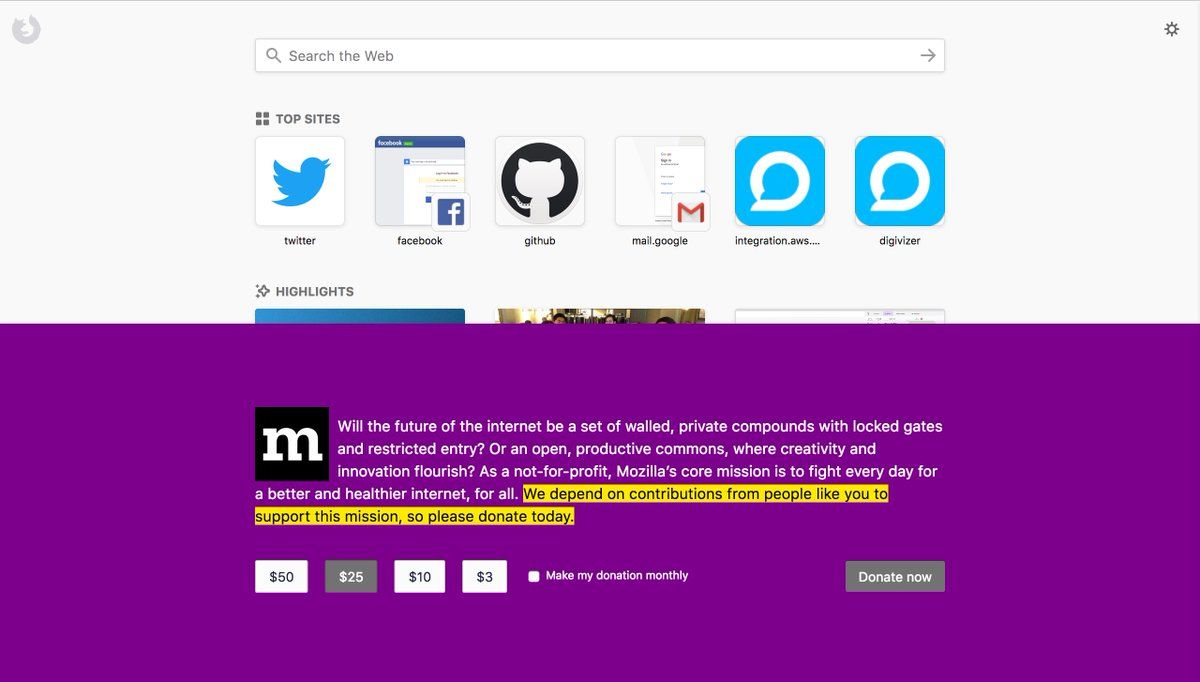 Search the Web
TOP SITES
facebook
twitter
facebook
github
mail.google
integration.aws....
digivizer
HIGHLIGHTS
m
Will the future of the internet be a set of walled, private compounds with locked gates
and restricted entry? Or an open, productive commons, where creativity and
innovation flourish? As a not-for-profit, Mozilla’s core mission is to fight every day for
a better and healthier internet, for all. We depend on contributions from people like you to
support this mission, so please donate today.
$50
$25
$10
$3
Make my donation monthly
Donate now